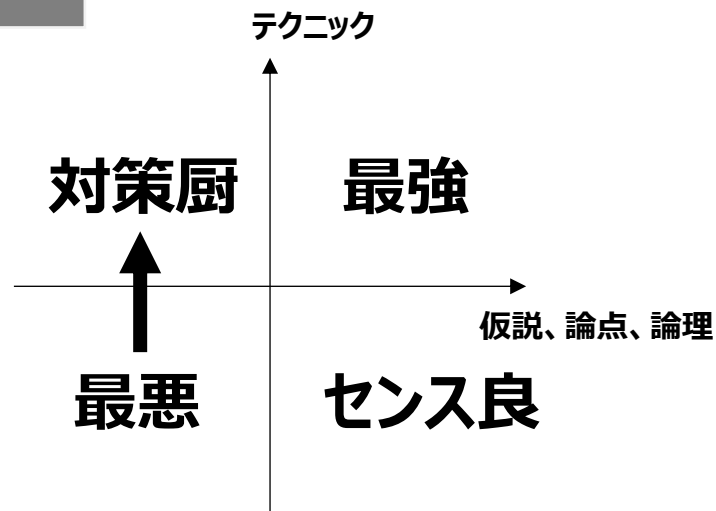 テクニック
対策厨
最強
仮説、論点、論理
最悪
センス良